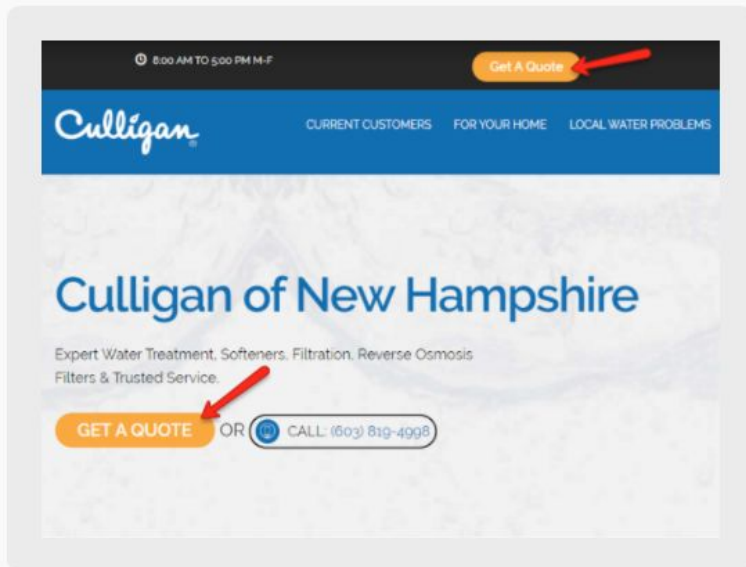 8:00 AM TO 5:00 PM M-F
Get A Quote
Culligan
CURRENT CUSTOMERS FOR YOUR HOME LOCAL WATER PROBLEMS
Culligan of New Hampshire
Expert Water Treatment, Softeners, Filtration, Reverse Osmosis
Filters & Trusted Service.
GET A QUOTE OR CALL: (603) 819-4998